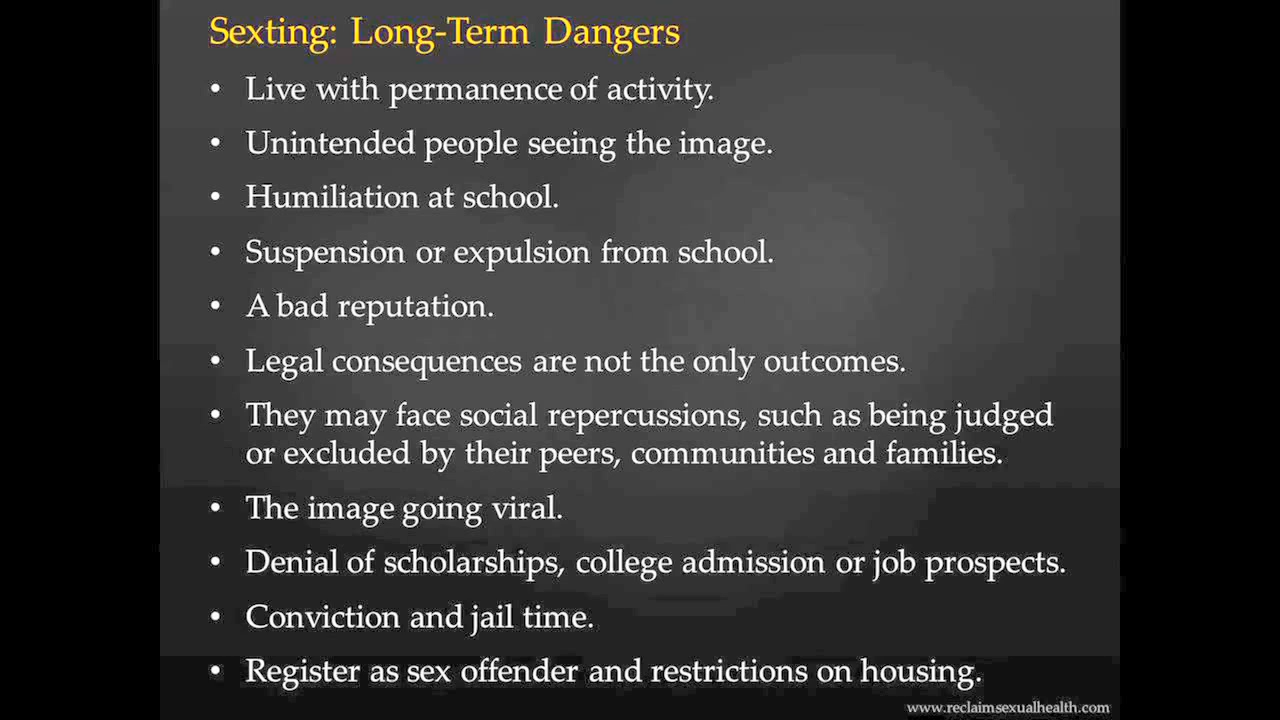 Sexting: Long-Term Dangers
• Live with permanence of activity.
• Unintended people seeing the image.
• Humiliation at school.
• Suspension or expulsion from school.
• A bad reputation.
• Legal consequences are not the only outcomes.
• They may face social repercussions, such as being judged
or excluded by their peers, communities and families.
• The image going viral.
• Denial of scholarships, college admission or job prospects.
• Conviction and jail time.
• Register as sex offender and restrictions on housing.
www.reclaimsexualhealth.com